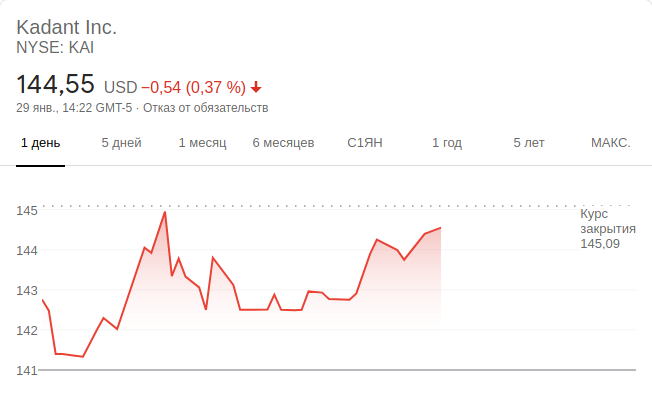 Kadant Inc.
NYSE: KAI
144,55 USD −0,54 (0,37 %)
29 янв., 14:22 GMT-5 · Отказ от обязательств
1 день 5 дней 1 месяц 6 месяцев С1ЯН 1 год 5 лет МАКС.
145
Курс
закрытия
145,09
144
143
142
141